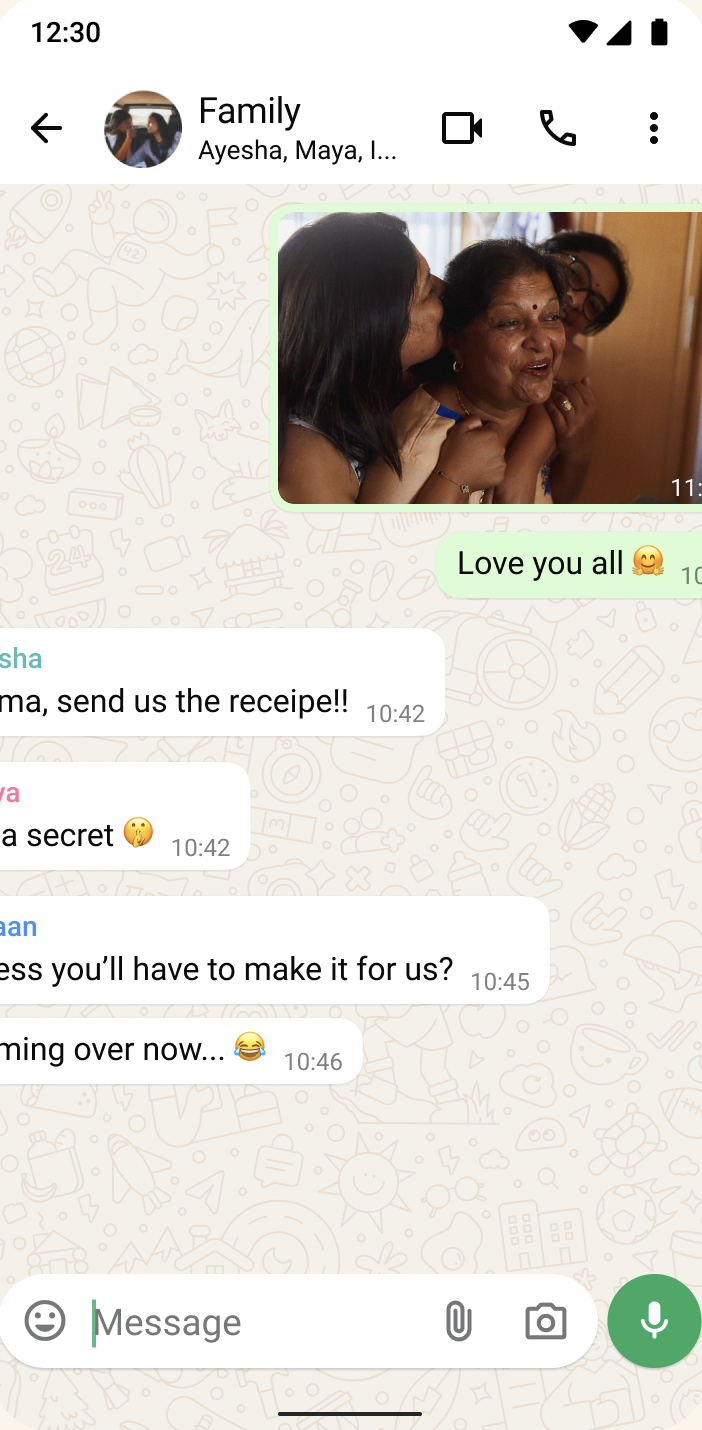 12:30
Family
Ayesha, Maya, I...
11:
Love you all 🤗 10
sha
ma, send us the receipe!! 10:42
ya
a secret 🤫 10:42
aan
ess you’ll have to make it for us? 10:45
ming over now... 😂 10:46
Message